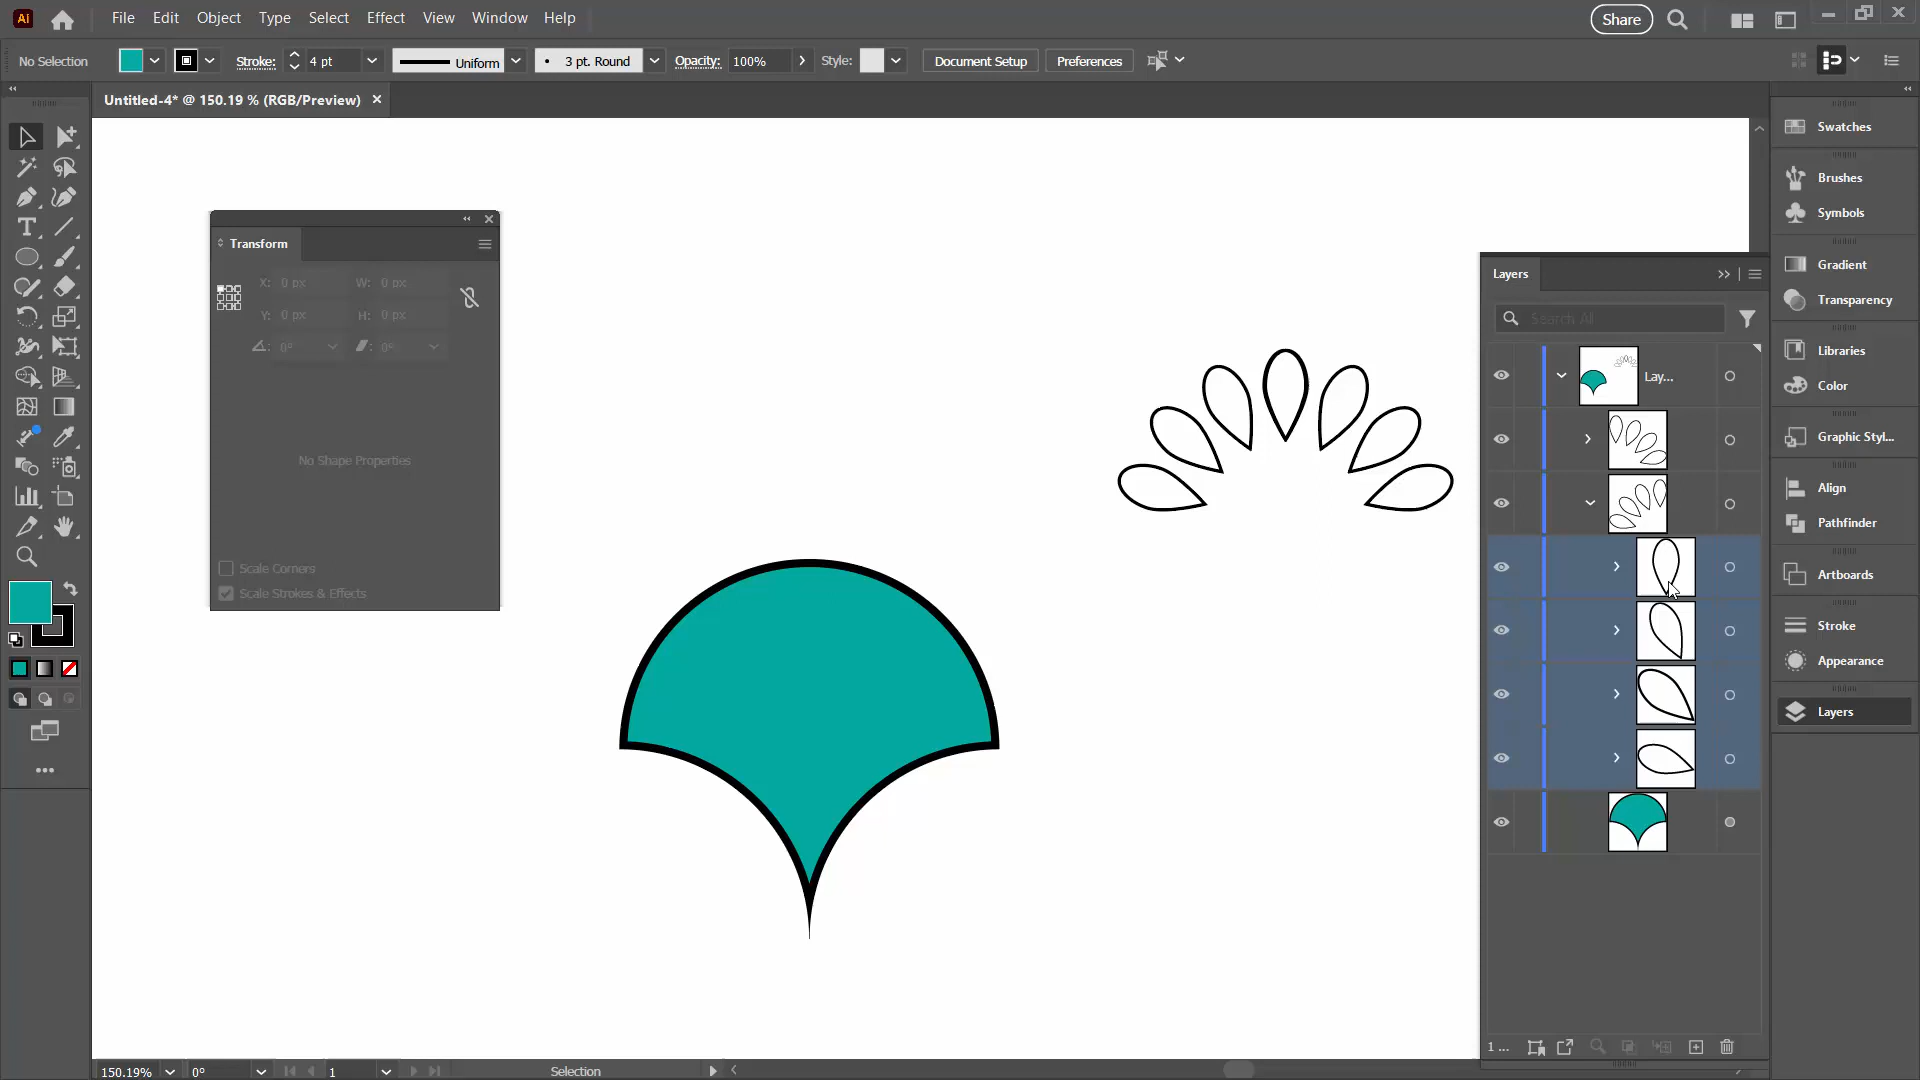 Ai File Edit Object Type Select Effect View Window Help Share
No Selection Stroke: 4 pt Uniform 3 pt. Round Opacity: 100% Style: Document Setup Preferences
Untitled-4* @ 150.19 % (RGB/Preview)
Transform
X: 0 px W: 0 px
Y: 0 px H: 0 px
0° 0°
No Shape Properties
Scale Corners
Scale Strokes & Effects
Layers
Search All
Lay...
1 ...
Swatches
Brushes
Symbols
Gradient
Transparency
Libraries
Color
Graphic Styl...
Align
Pathfinder
Artboards
Stroke
Appearance
Layers
150.19% 0° 1 Selection